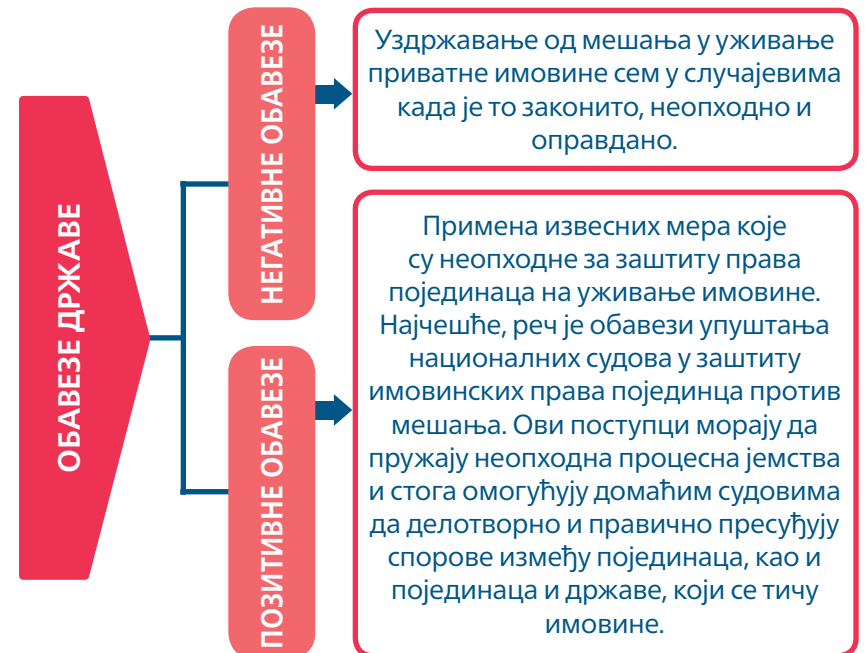 ОБАВЕЗЕ ДРЖАВЕ
НЕГАТИВНЕ ОБАВЕЗЕ
Уздржавање од мешања у уживање
приватне имовине сем у случајевима
када је то законито, неопходно и
оправдано.
ПОЗИТИВНЕ ОБАВЕЗЕ
Примена извесних мера које
су неопходне за заштиту права
појединаца на уживање имовине.
Најчешће, реч је обавези упуштања
националних судова у заштиту
имовинских права појединца против
мешања. Ови поступци морају да
пружају неопходна процесна јемства
и стога омогућују домаћим судовима
да делотворно и правично пресуђују
спорове између појединаца, као и
појединаца и државе, који се тичу
имовине.